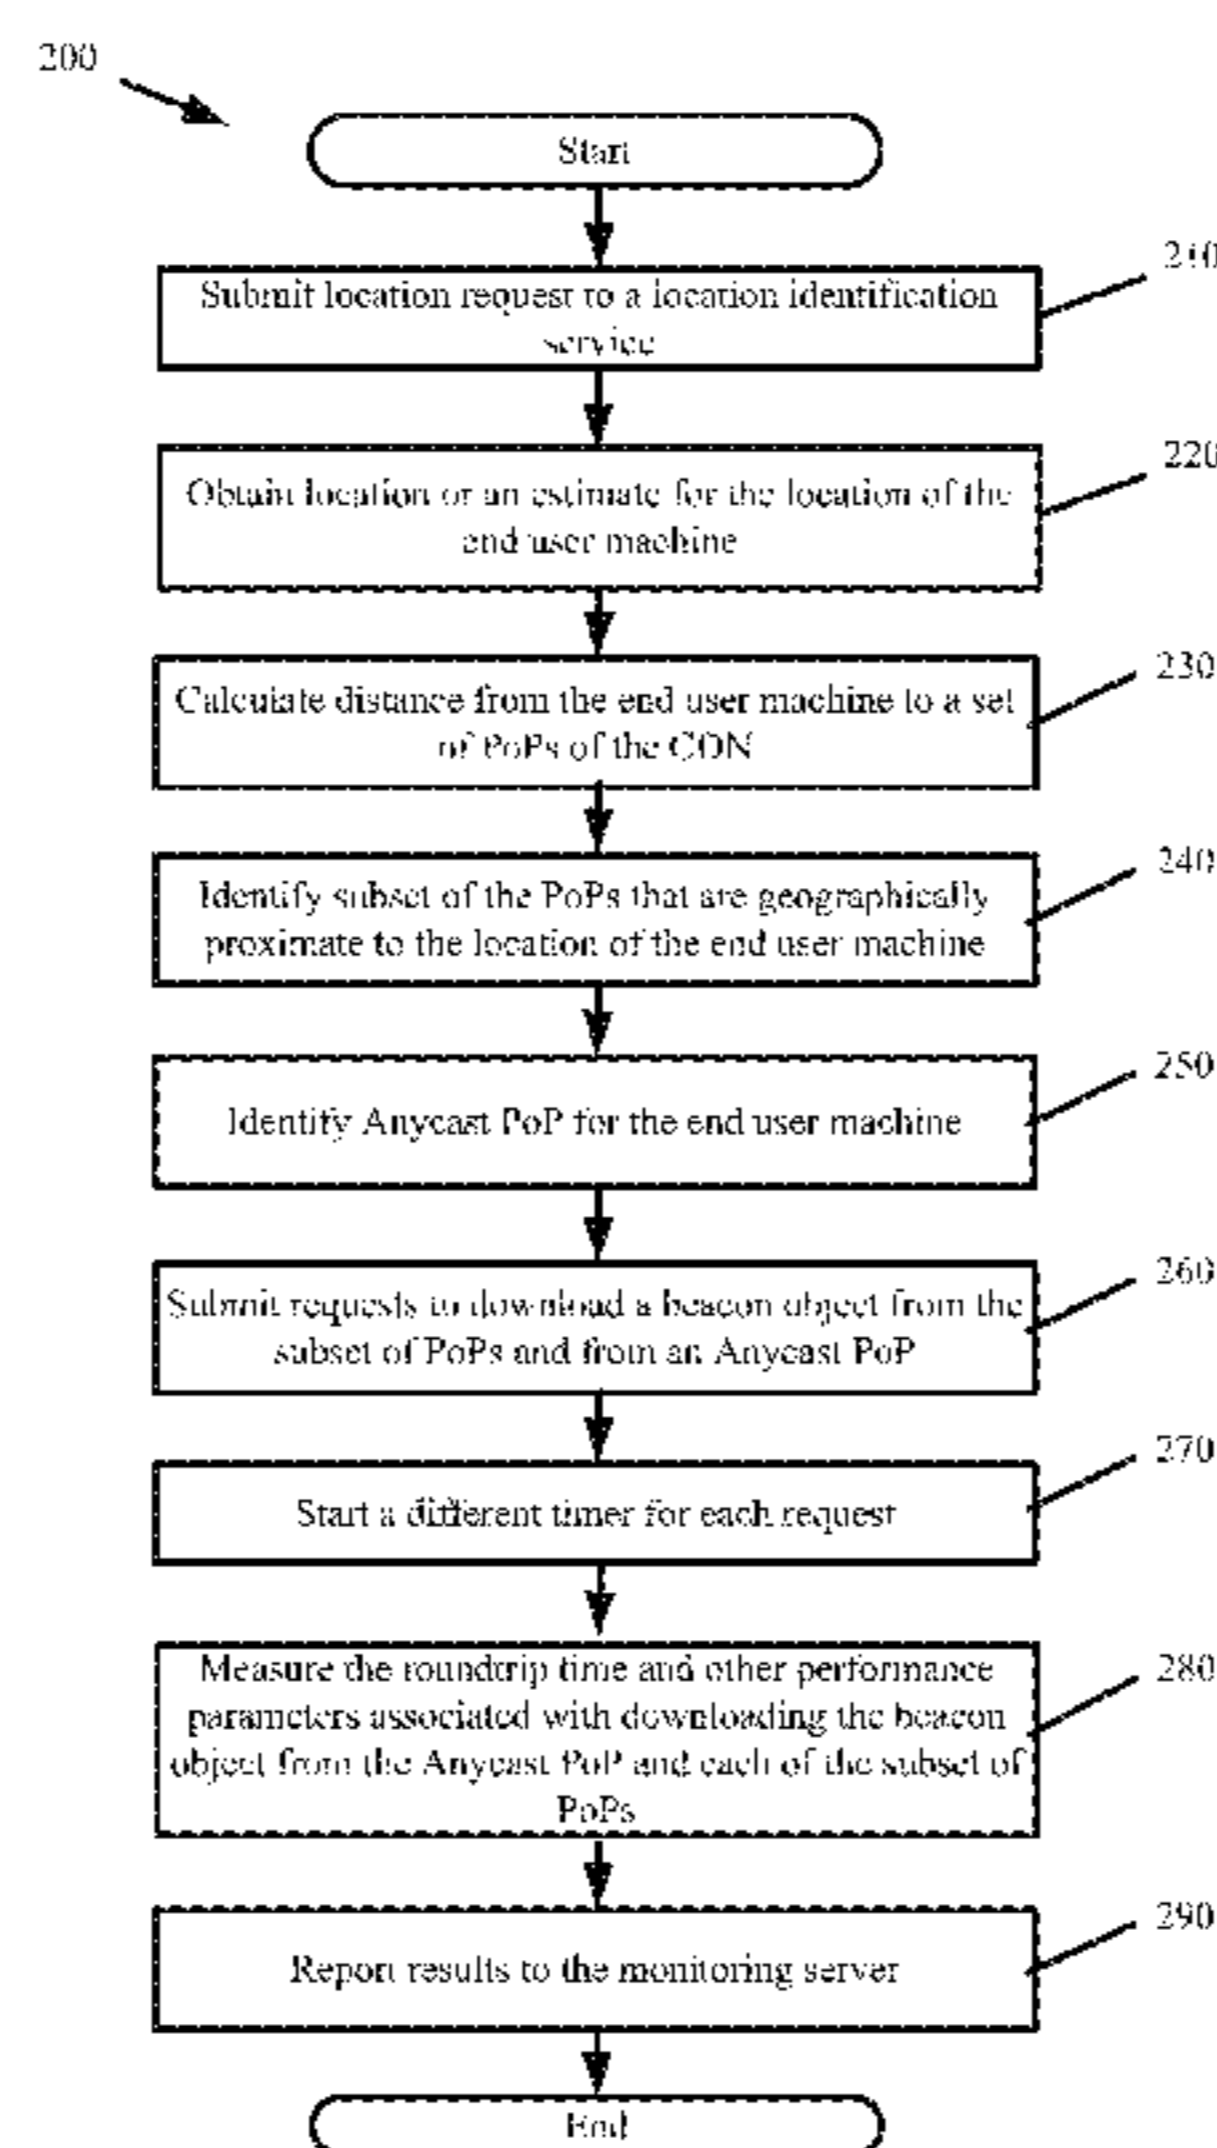 200
Start
210
Submit location request to a location identification
service
220
Obtain location or an estimate for the location of the
end user machine
230
Calculate distance from the end user machine to a set
of PoPs of the CDN
240
Identify subset of the PoPs that are geographically
proximate to the location of the end user machine
250
Identify Anycast PoP for the end user machine
260
Submit requests to download a beacon object from the
subset of PoPs and from an Anycast PoP
270
Start a different timer for each request
280
Measure the roundtrip time and other performance
parameters associated with downloading the beacon
object from the Anycast PoP and each of the subset of
PoPs
290
Report results to the monitoring server
End